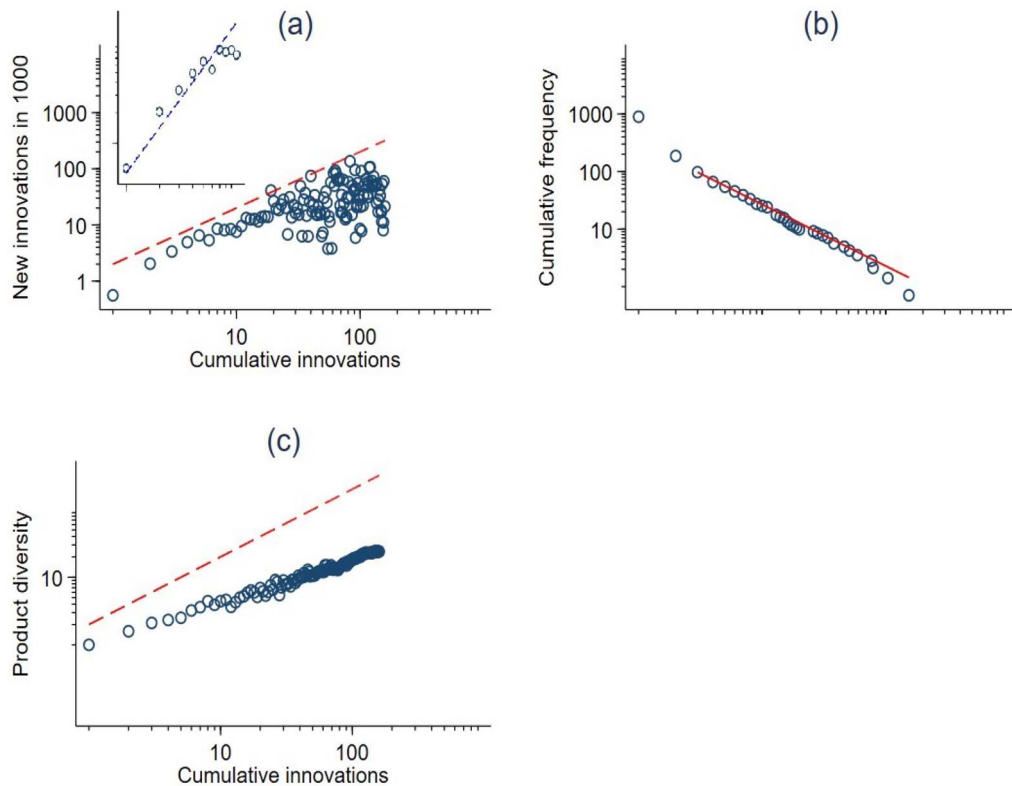 (a)
New innovations in 1000
1000
100
10
1
10
100
Cumulative innovations
(b)
Cumulative frequency
1000
100
10
(c)
Product diversity
10
10
100
Cumulative innovations